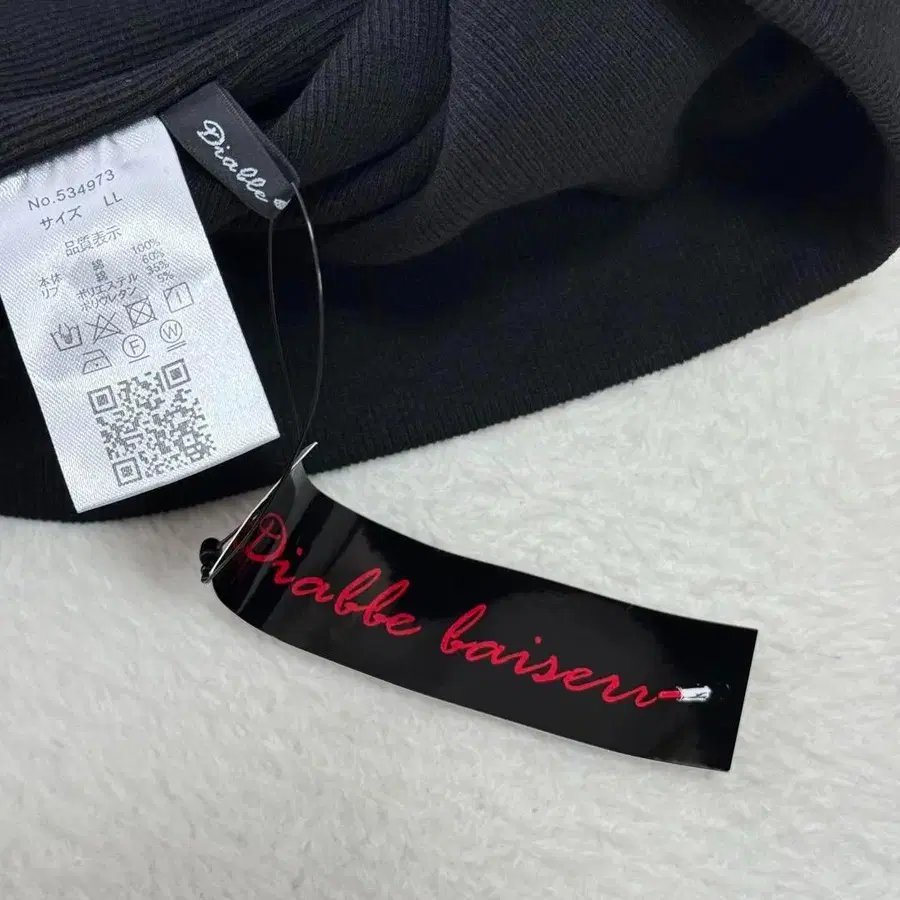 Diabbe
No.534973
サイズ LL
品質表示
本体 綿 100%
リブ 綿 60%
ポリエステル 35%
ポリウレタン 5%
F W
Diabbe baiserr